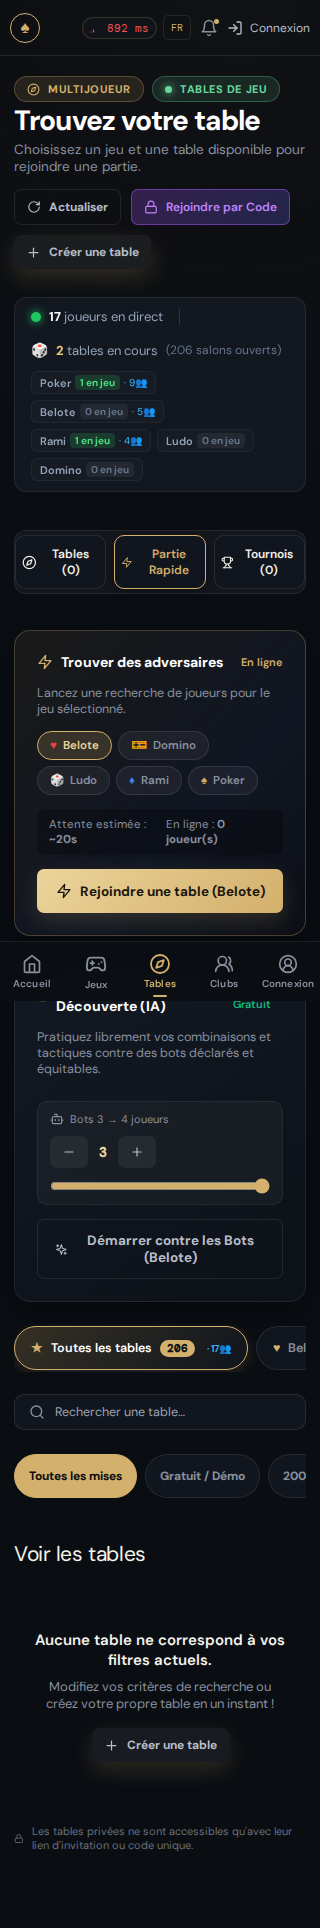 892 ms
FR
Connexion
MULTIJOUEUR
TABLES DE JEU
Trouvez votre table
Choisissez un jeu et une table disponible pour
rejoindre une partie.
Actualiser
Rejoindre par Code
Créer une table
17 joueurs en direct
2 tables en cours (206 salons ouverts)
Poker 1 en jeu · 9
Belote 0 en jeu · 5
Rami 1 en jeu · 4
Ludo 0 en jeu
Domino 0 en jeu
Tables
(0)
Partie
Rapide
Tournois
(0)
Trouver des adversaires
En ligne
Lancez une recherche de joueurs pour le
jeu sélectionné.
Belote
Domino
Ludo
Rami
Poker
Attente estimée :
~20s
En ligne : 0
joueur(s)
Rejoindre une table (Belote)
Accueil
Jeux
Tables
Clubs
Connexion
Découverte (IA)
Gratuit
Pratiquez librement vos combinaisons et
tactiques contre des bots déclarés et
équitables.
Bots 3 → 4 joueurs
− 3 +
Démarrer contre les Bots
(Belote)
Toutes les tables 206 · 17
Bel
Rechercher une table...
Toutes les mises
Gratuit / Démo
200
Voir les tables
Aucune table ne correspond à vos
filtres actuels.
Modifiez vos critères de recherche ou
créez votre propre table en un instant !
Créer une table
Les tables privées ne sont accessibles qu'avec leur
lien d'invitation ou code unique.